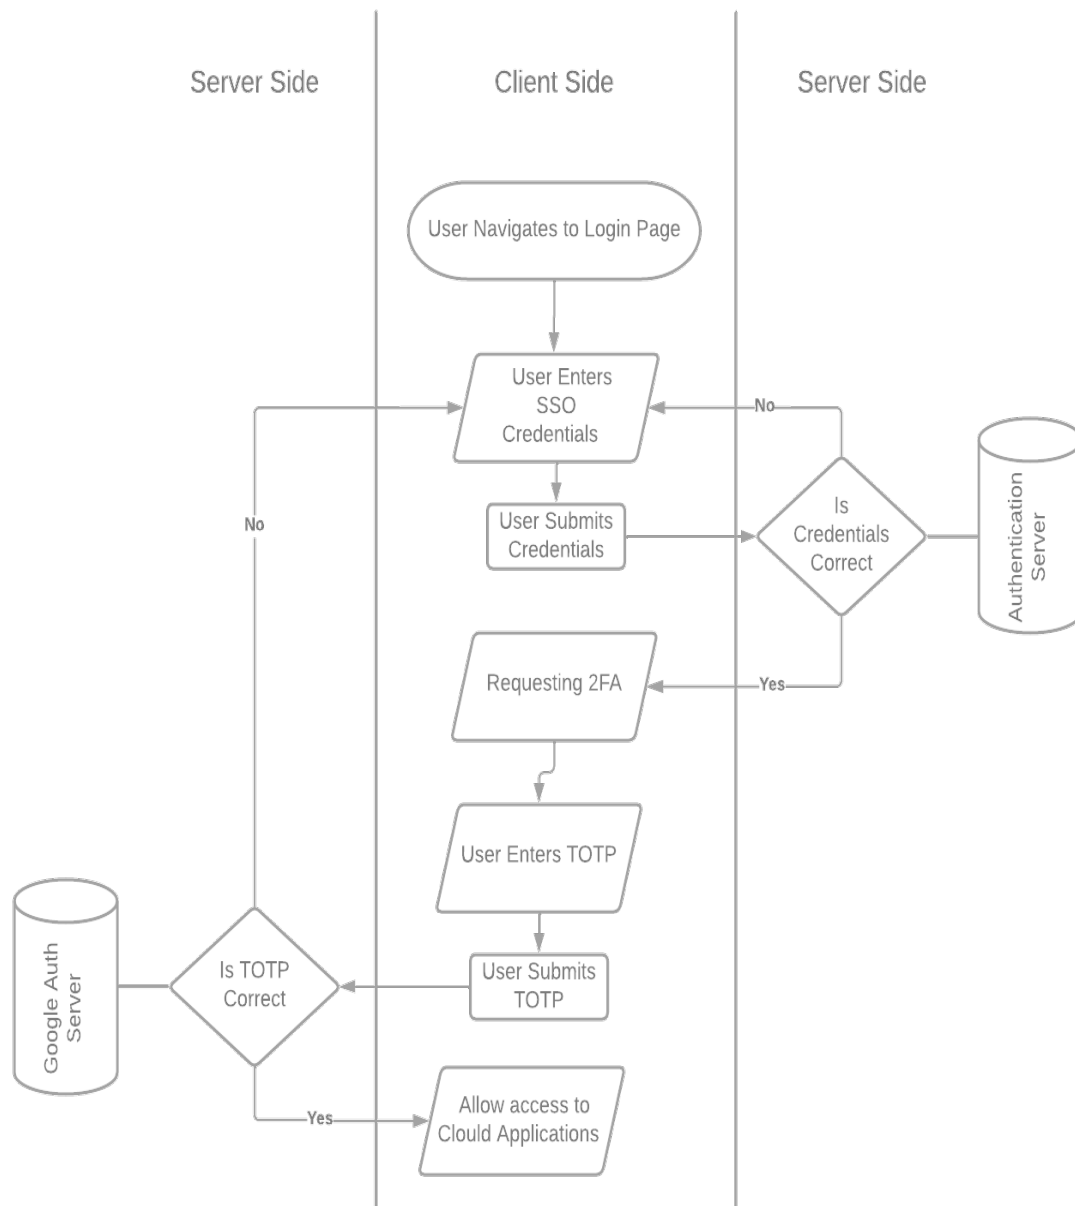 Server Side
Client Side
Server Side
User Navigates to Login Page
User Enters
SSO
Credentials
No
User Submits
Credentials
Is
Credentials
Correct
Authentication
Server
No
Requesting 2FA
Yes
User Enters TOTP
User Submits
TOTP
Is TOTP
Correct
Google Auth
Server
Yes
Allow access to
Clould Applications